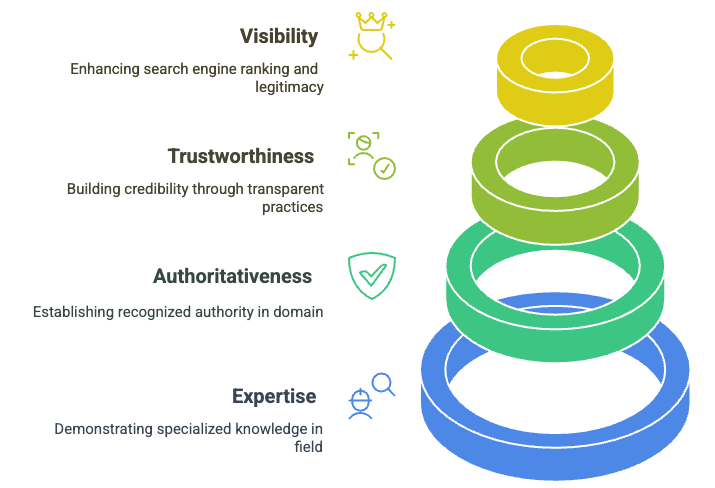 Visibility
Enhancing search engine ranking and
legitimacy
Trustworthiness
Building credibility through transparent
practices
Authoritativeness
Establishing recognized authority in domain
Expertise
Demonstrating specialized knowledge in
field